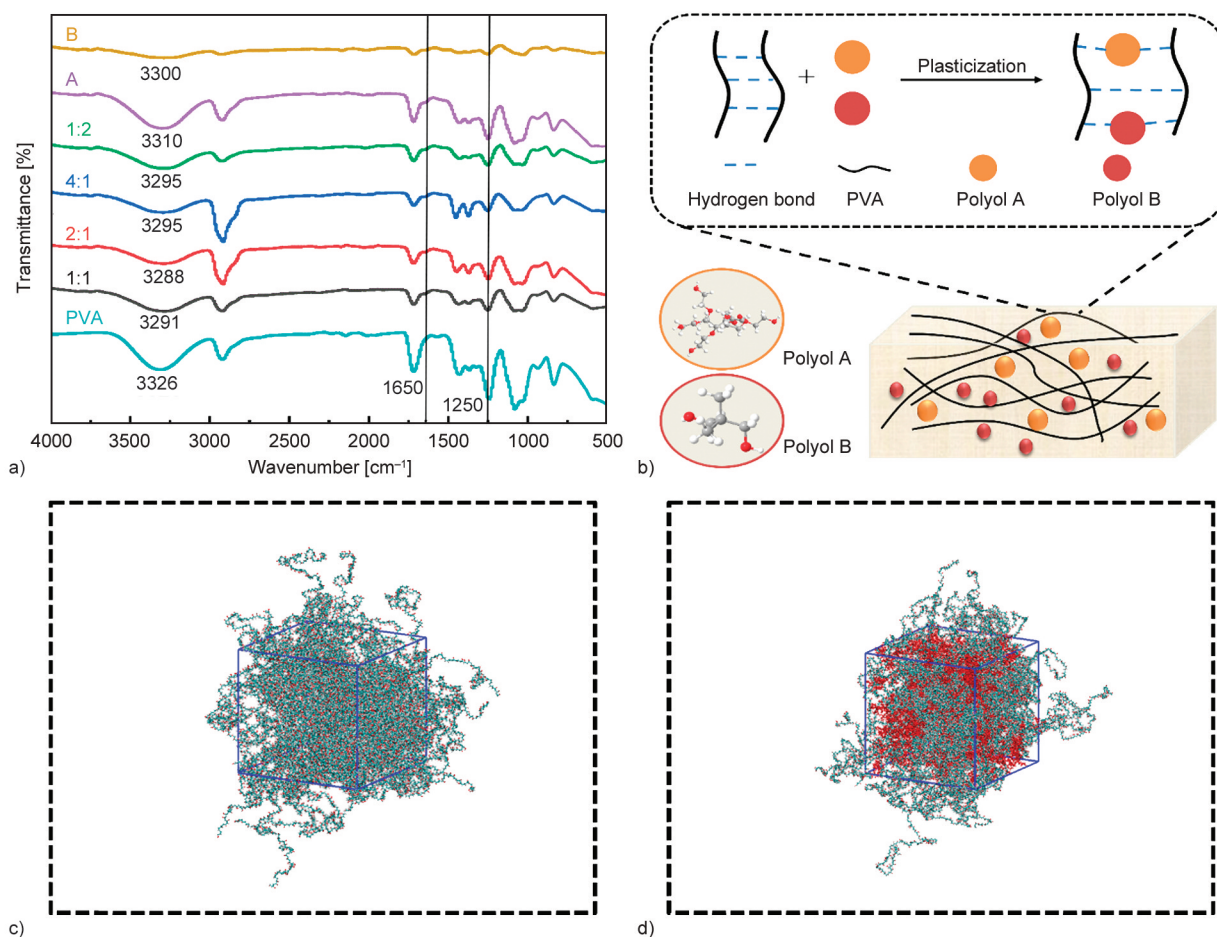 B
3300
A
3310
1:2
3295
4:1
3295
2:1
3288
1:1
3291
PVA
3326
1650
1250
Transmittance [%]
4000 3500 3000 2500 2000 1500 1000 500
Wavenumber [cm⁻¹]
a)
+
Plasticization
Hydrogen bond PVA Polyol A Polyol B
Polyol A
Polyol B
b)
c)
d)